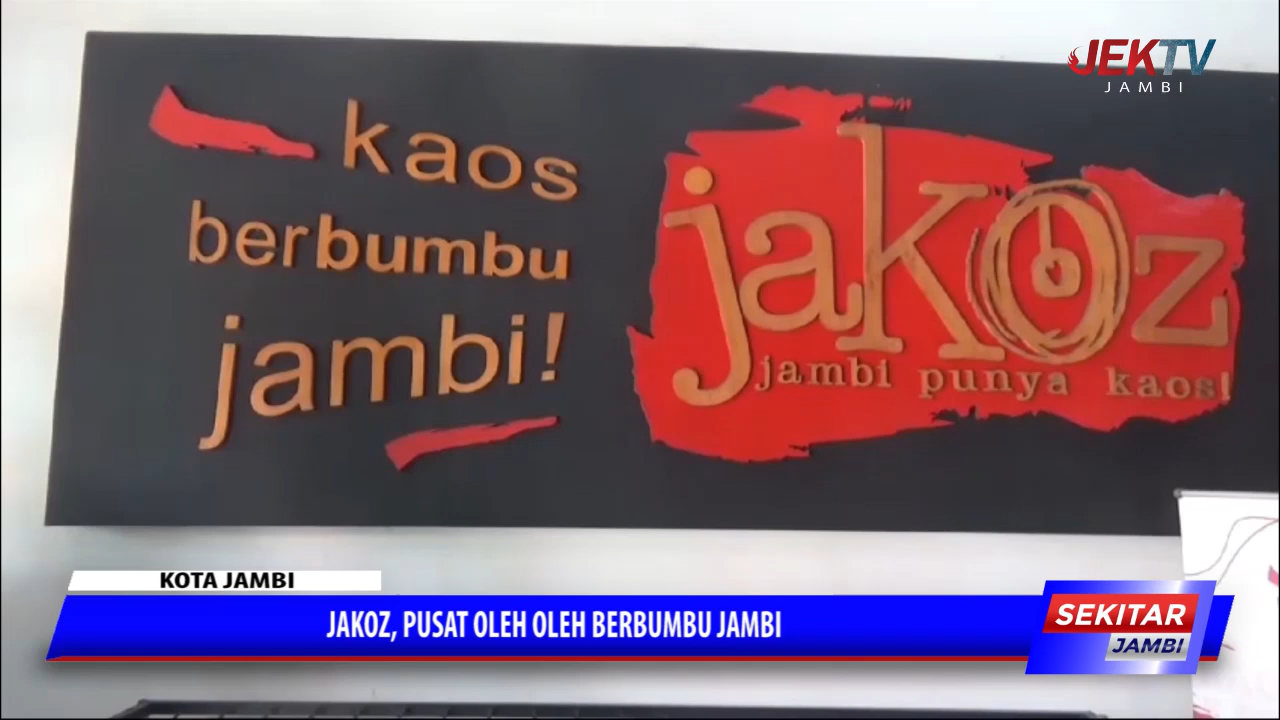 JEKTV
JAMBI
kaos
berbumbu
jambi!
jakoz
jambi punya kaos!
KOTA JAMBI
JAKOZ, PUSAT OLEH OLEH BERBUMBU JAMBI
SEKITAR
JAMBI